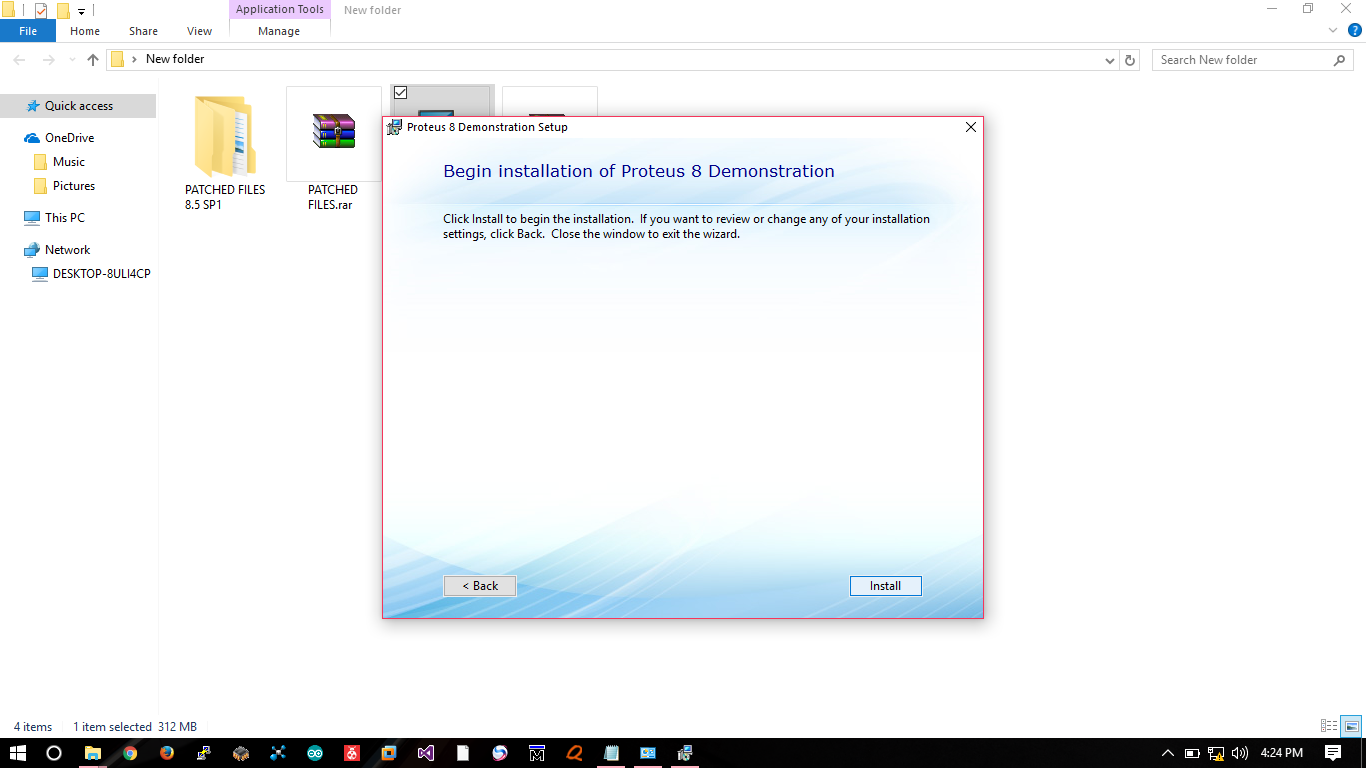 Application Tools
New folder
File
Home
Share
View
Manage
New folder
Search New folder
Quick access
OneDrive
Music
Pictures
This PC
Network
DESKTOP-8ULI4CP
PATCHED FILES
8.5 SP1
PATCHED
FILES.rar
Proteus 8 Demonstration Setup
Begin installation of Proteus 8 Demonstration
Click Install to begin the installation. If you want to review or change any of your installation
settings, click Back. Close the window to exit the wizard.
< Back
Install
4 items
1 item selected 312 MB
4:24 PM